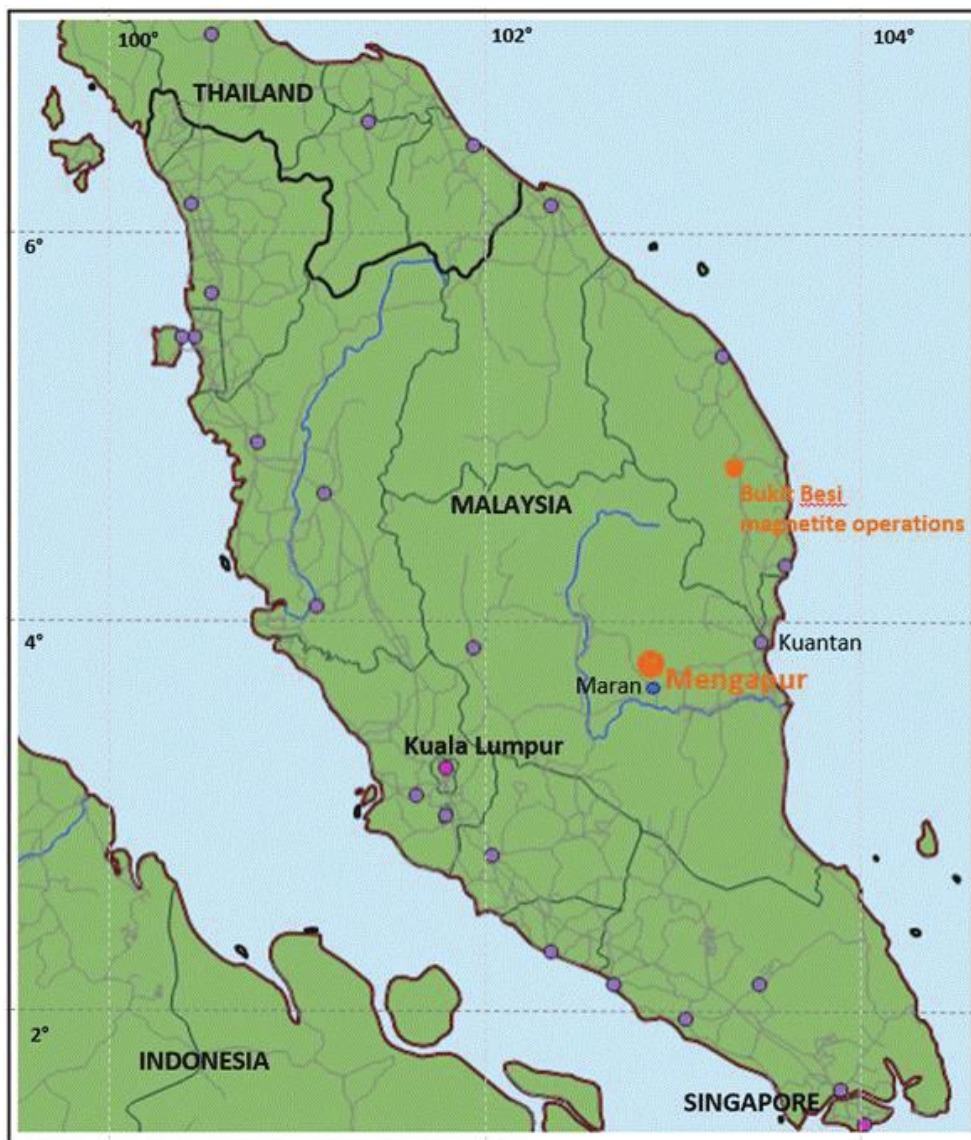 100°
102°
104°
THAILAND
6°
MALAYSIA
Bukit Besi
magnetite operations
4°
Kuantan
Maran
Mengapur
Kuala Lumpur
2°
INDONESIA
SINGAPORE